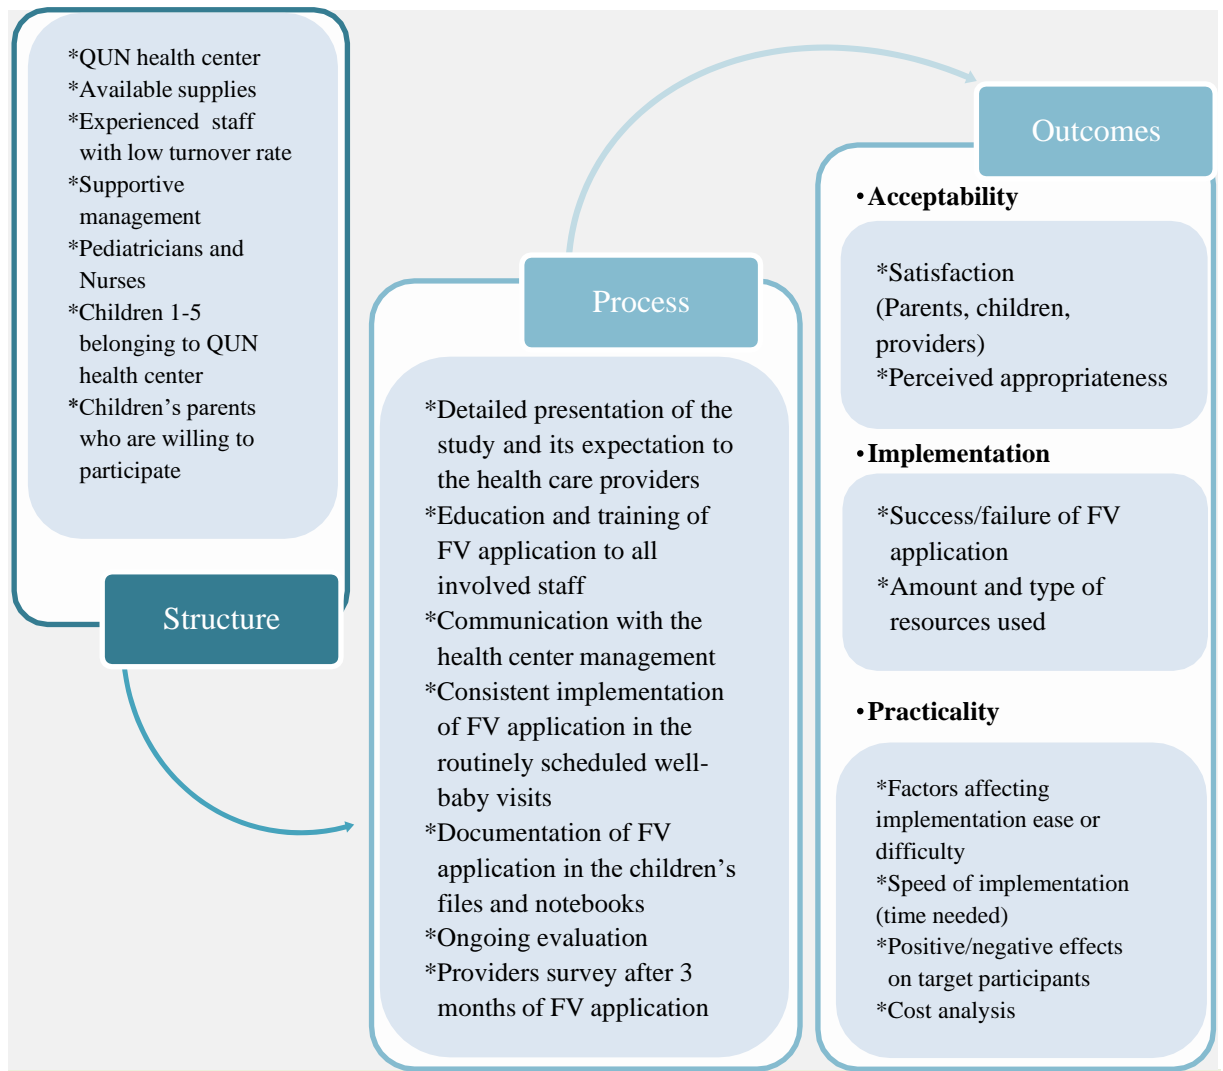 *QUN health center
*Available supplies
*Experienced staff
with low turnover rate
*Supportive
management
*Pediatricians and
Nurses
*Children 1-5
belonging to QUN
health center
*Children’s parents
who are willing to
participate
Structure
Process
*Detailed presentation of the
study and its expectation to
the health care providers
*Education and training of
FV application to all
involved staff
*Communication with the
health center management
*Consistent implementation
of FV application in the
routinely scheduled well-
baby visits
*Documentation of FV
application in the children’s
files and notebooks
*Ongoing evaluation
*Providers survey after 3
months of FV application
Outcomes
•Acceptability
*Satisfaction
(Parents, children,
providers)
*Perceived appropriateness
•Implementation
*Success/failure of FV
application
*Amount and type of
resources used
•Practicality
*Factors affecting
implementation ease or
difficulty
*Speed of implementation
(time needed)
*Positive/negative effects
on target participants
*Cost analysis